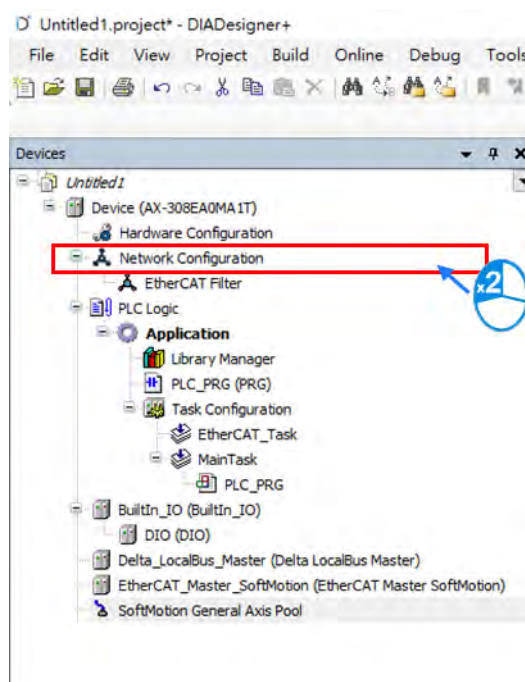 Untitled1.project* - DIADesigner+
File Edit View Project Build Online Debug Tools
Devices
Untitled1
Device (AX-308EA0MA1T)
Hardware Configuration
Network Configuration
EtherCAT Filter
x2
PLC Logic
Application
Library Manager
PLC_PRG (PRG)
Task Configuration
EtherCAT_Task
MainTask
PLC_PRG
BuiltIn_IO (BuiltIn_IO)
DIO (DIO)
Delta_LocalBus_Master (Delta LocalBus Master)
EtherCAT_Master_SoftMotion (EtherCAT Master SoftMotion)
SoftMotion General Axis Pool